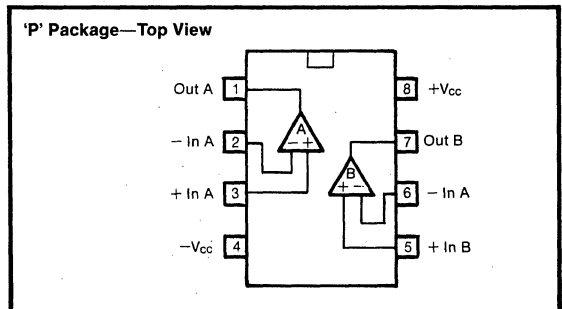 ‘P’ Package—Top View
Out A 1 8 +Vcc
− In A 2 7 Out B
A
− +
B
+ −
+ In A 3 6 − In A
−Vcc 4 5 + In B